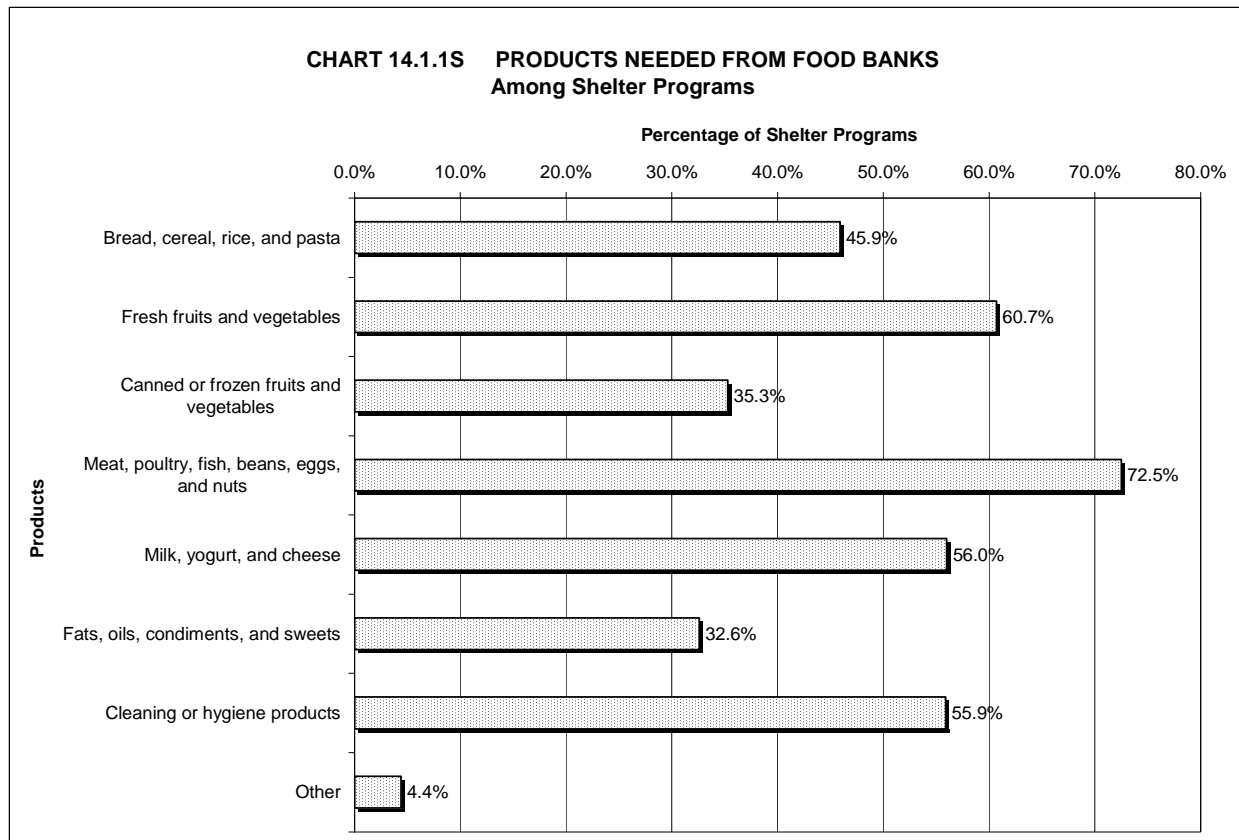 CHART 14.1.1S PRODUCTS NEEDED FROM FOOD BANKS
Among Shelter Programs
Percentage of Shelter Programs
0.0% 10.0% 20.0% 30.0% 40.0% 50.0% 60.0% 70.0% 80.0%
Products
Bread, cereal, rice, and pasta 45.9%
Fresh fruits and vegetables 60.7%
Canned or frozen fruits and
vegetables 35.3%
Meat, poultry, fish, beans, eggs,
and nuts 72.5%
Milk, yogurt, and cheese 56.0%
Fats, oils, condiments, and sweets 32.6%
Cleaning or hygiene products 55.9%
Other 4.4%